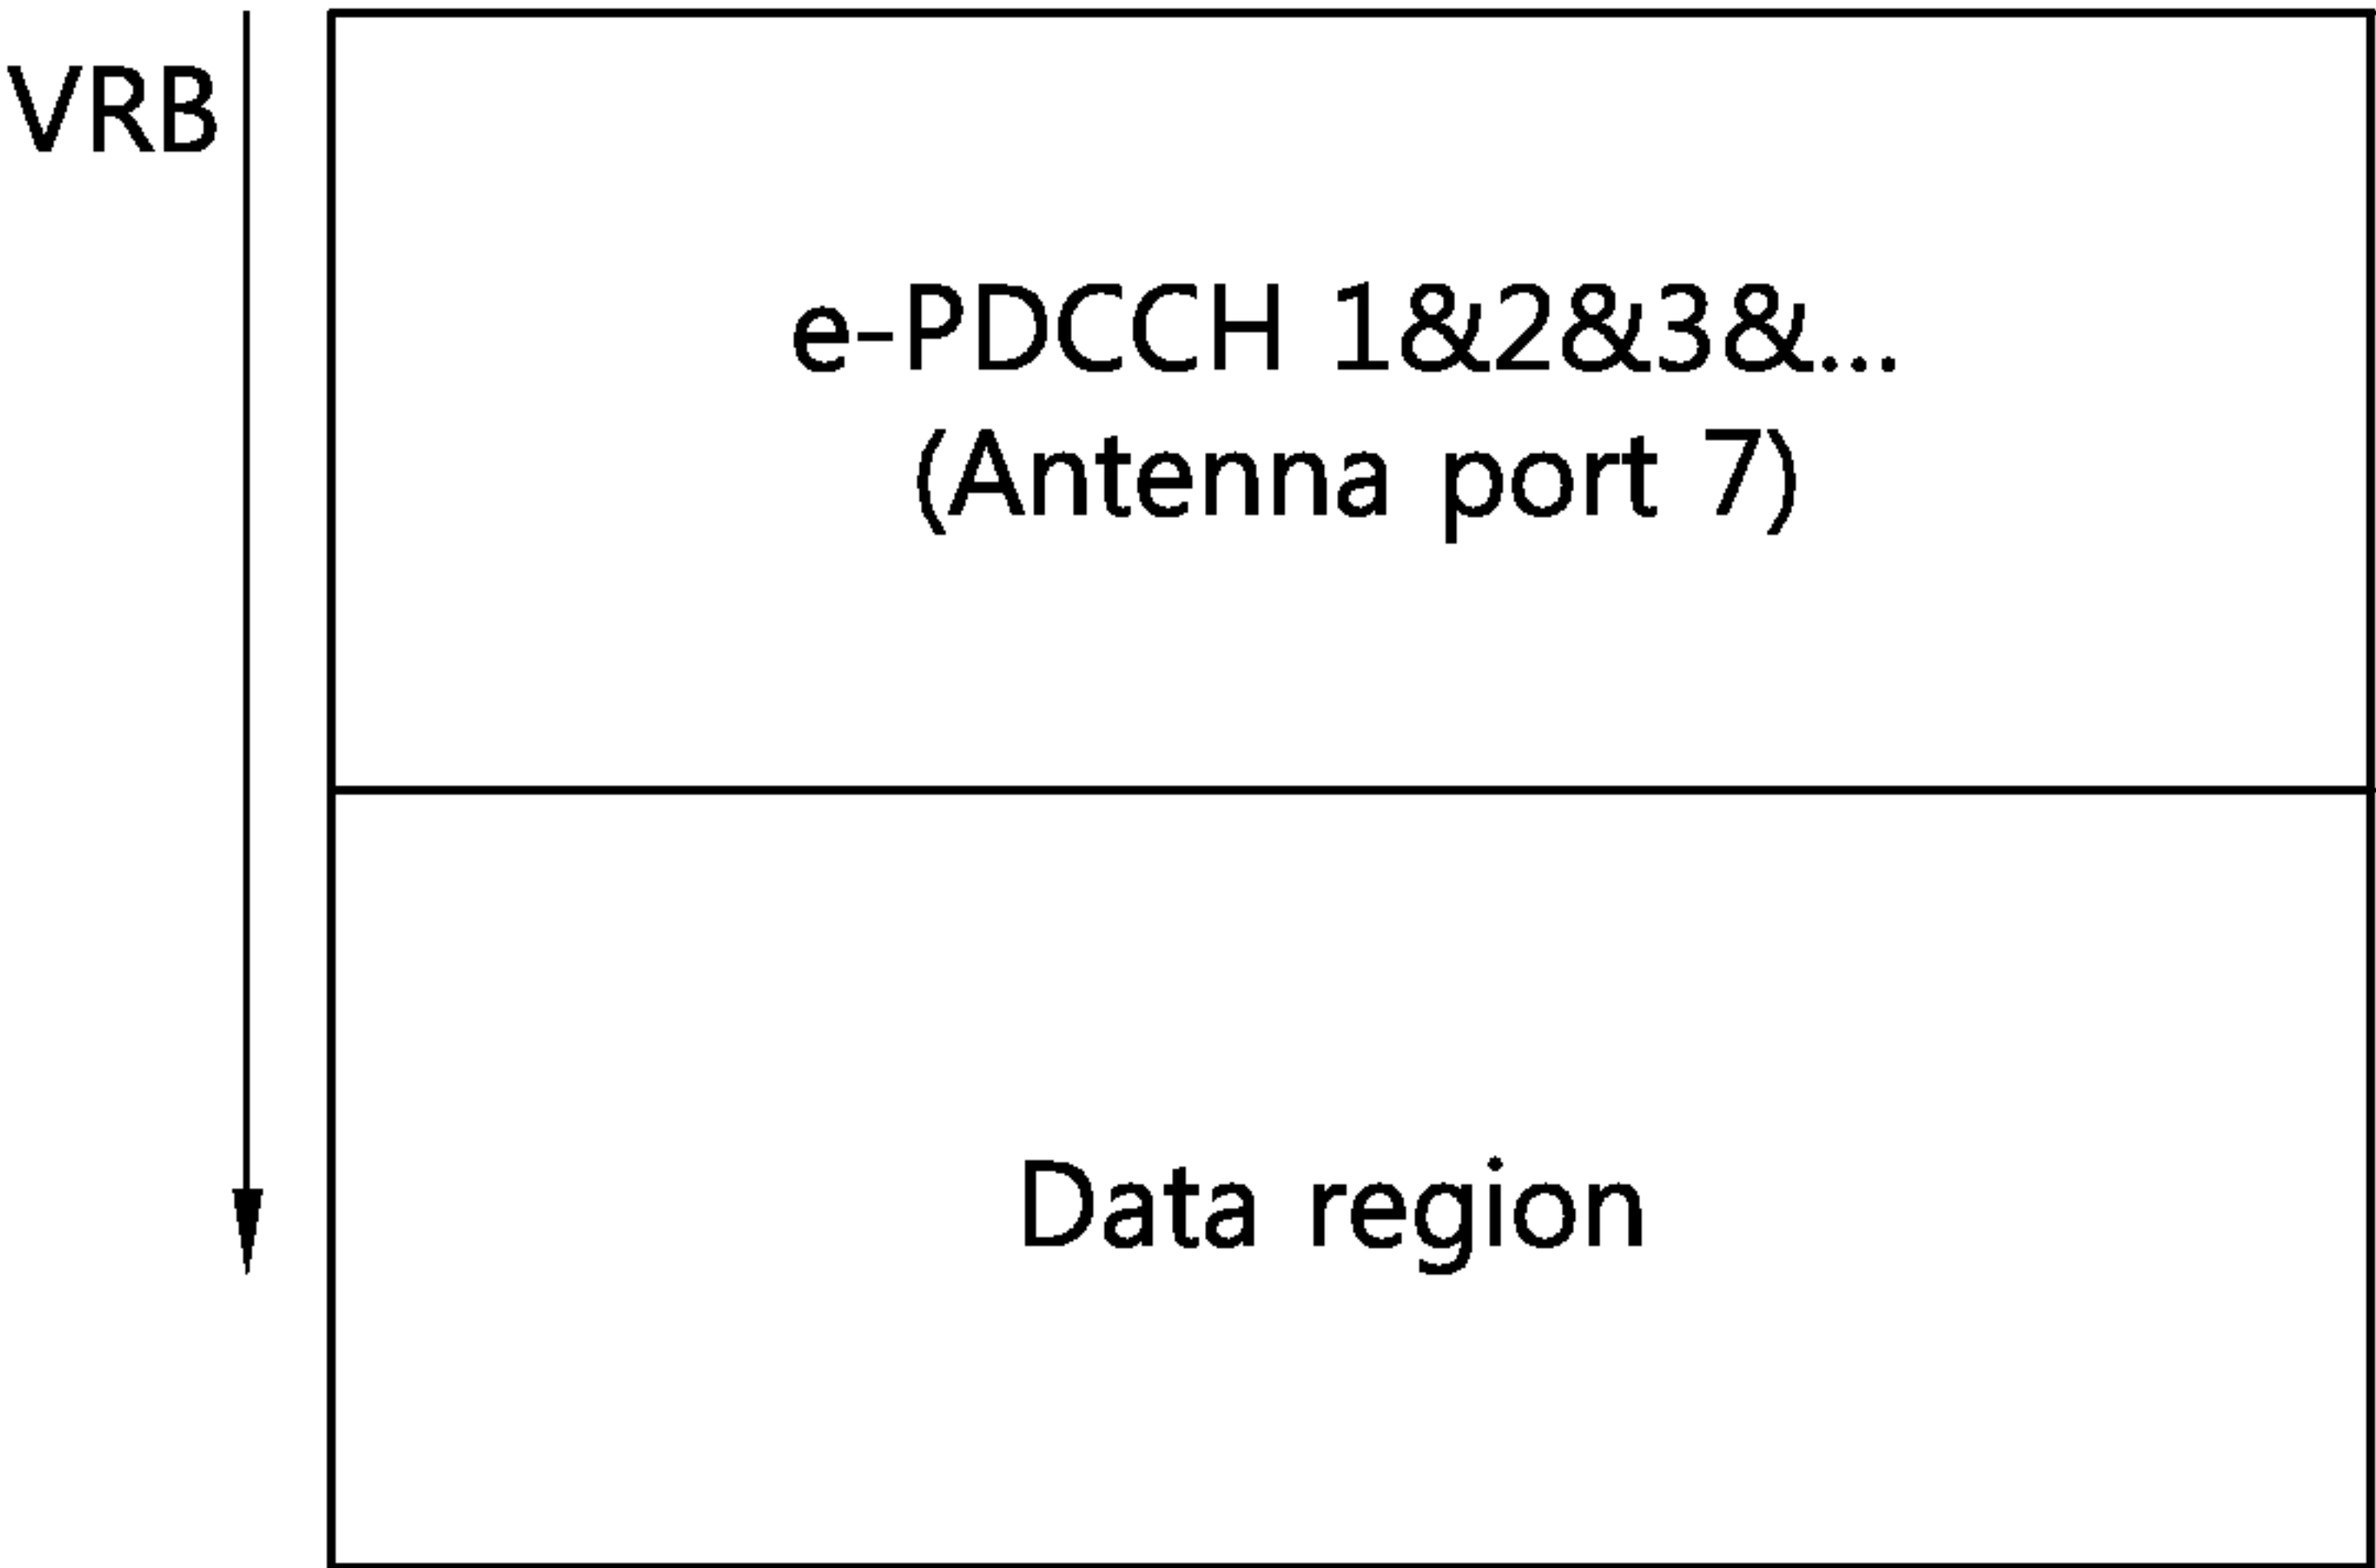 VRB
e-PDCCH 1&2&3&...
(Antenna port 7)
Data region